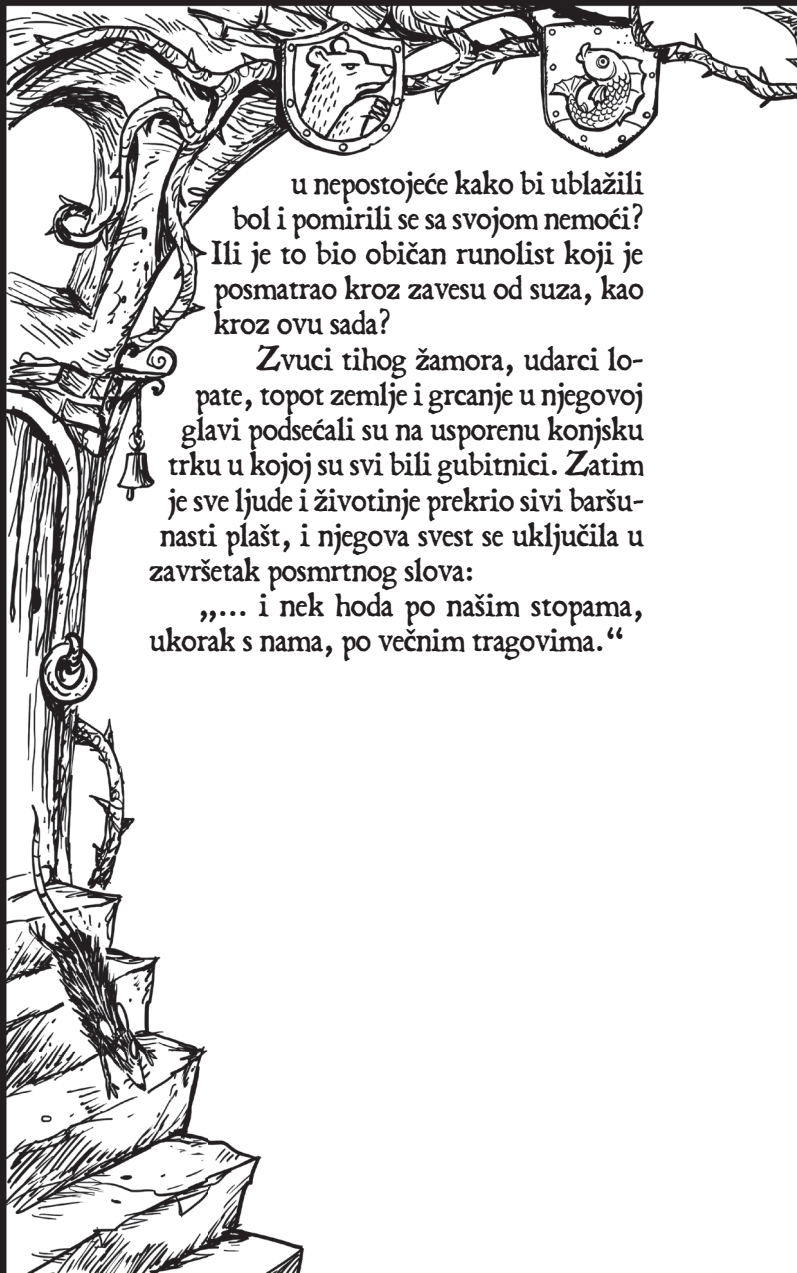 u nepostojeće kako bi ublažili
bol i pomirili se sa svojom nemoći?
Ili je to bio običan runolist koji je
posmatrao kroz zavesu od suza, kao
kroz ovu sada?
Zvuci tihog žamora, udarci lo-
pate, topot zemlje i grcanje u njegovoj
glavi podsećali su na usporenu konjsku
trku u kojoj su svi bili gubitnici. Zatim
je sve ljude i životinje prekrio sivi baršu-
nasti plašt, i njegova svest se uključila u
završetak posmrtnog slova:
„... i nek hoda po našim stopama,
ukorak s nama, po večnim tragovima.“